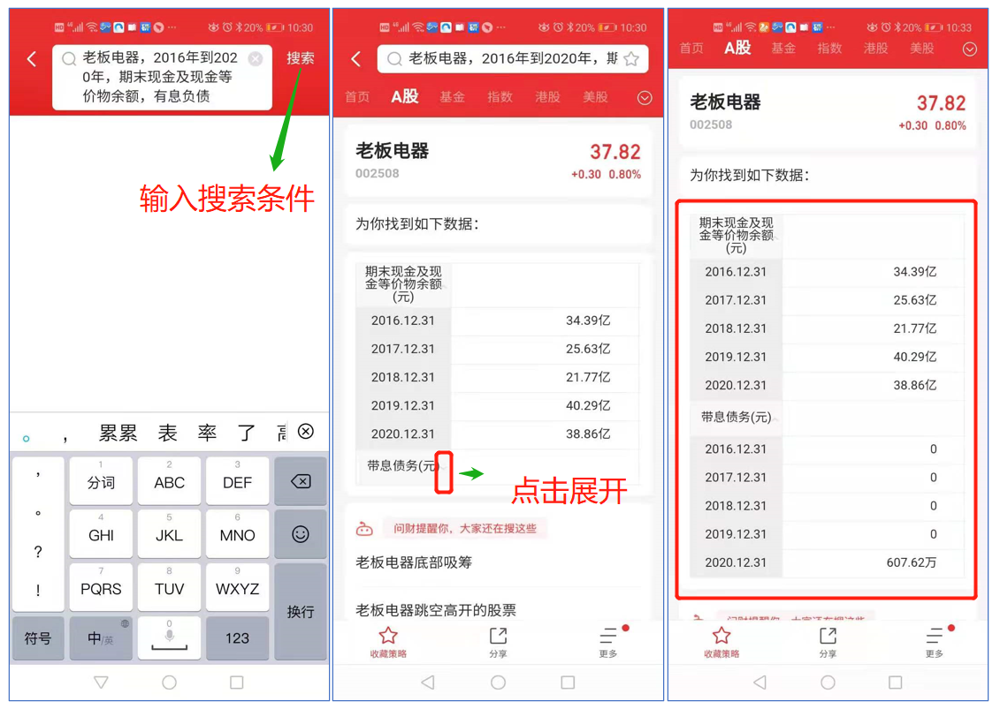 20% 10:30
老板电器，2016年到202
0年，期末现金及现金等
价物余额，有息负债
搜索
输入搜索条件
。 ， 累累 表 率 了
，
。
？
！
1
分词
2
ABC
3
DEF
4
GHI
5
JKL
6
MNO
7
PQRS
8
TUV
9
WXYZ
换行
符号
中/英
0
123
20% 10:30
老板电器，2016年到2020年，期
首页 A股 基金 指数 港股 美股
老板电器 37.82
002508 +0.30 0.80%
为你找到如下数据：
期末现金及现
金等价物余额
(元)
2016.12.31 34.39亿
2017.12.31 25.63亿
2018.12.31 21.77亿
2019.12.31 40.29亿
2020.12.31 38.86亿
带息债务(元)
点击展开
问财提醒你，大家还在搜这些
老板电器底部吸筹
老板电器跳空高开的股票
收藏策略 分享 更多
20% 10:33
首页 A股 基金 指数 港股 美股
老板电器 37.82
002508 +0.30 0.80%
为你找到如下数据：
期末现金及现
金等价物余额
(元)
2016.12.31 34.39亿
2017.12.31 25.63亿
2018.12.31 21.77亿
2019.12.31 40.29亿
2020.12.31 38.86亿
带息债务(元)
2016.12.31 0
2017.12.31 0
2018.12.31 0
2019.12.31 0
2020.12.31 607.62万
问财提醒你，大家还在搜这些
收藏策略 分享 更多